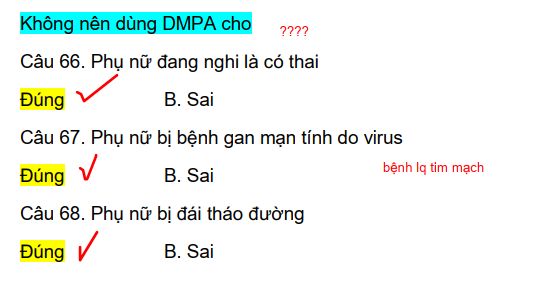 Không nên dùng DMPA cho ????
Câu 66. Phụ nữ đang nghi là có thai
Đúng B. Sai
Câu 67. Phụ nữ bị bệnh gan mạn tính do virus
Đúng B. Sai bệnh lq tim mạch
Câu 68. Phụ nữ bị đái tháo đường
Đúng B. Sai